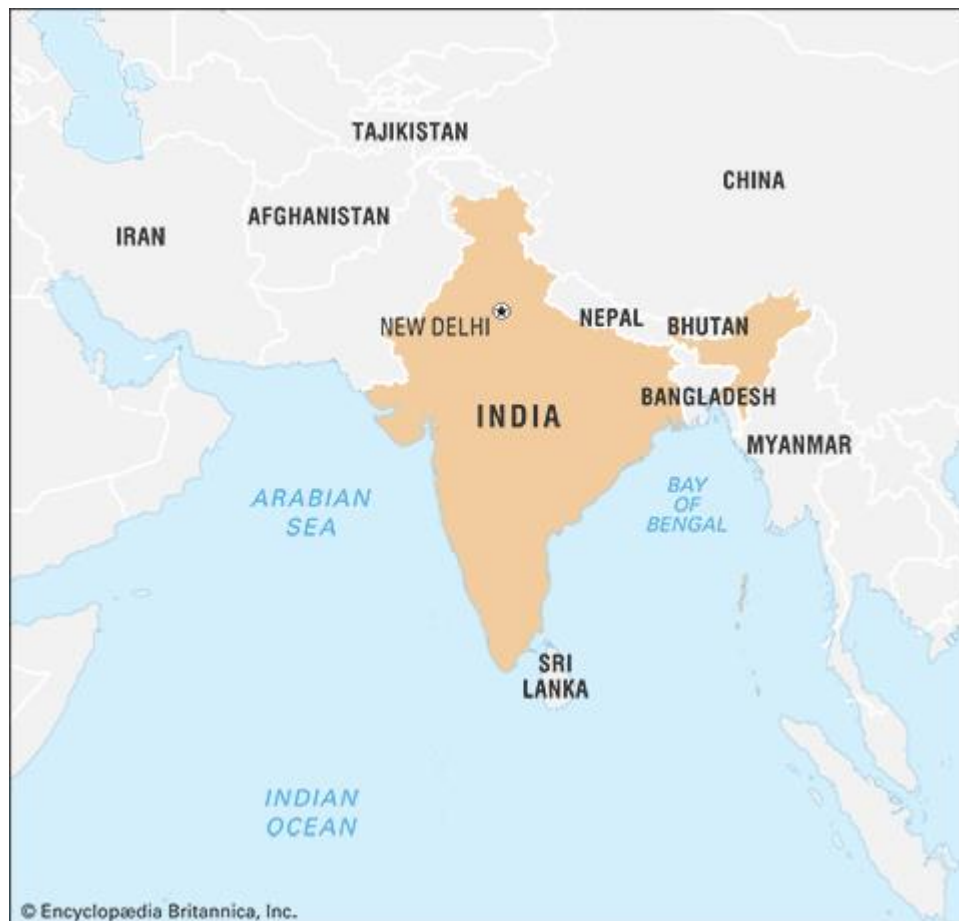 TAJIKISTAN
CHINA
AFGHANISTAN
IRAN
NEW DELHI
NEPAL
BHUTAN
BANGLADESH
INDIA
MYANMAR
ARABIAN
SEA
BAY
OF
BENGAL
SRI
LANKA
INDIAN
OCEAN
© Encyclopædia Britannica, Inc.